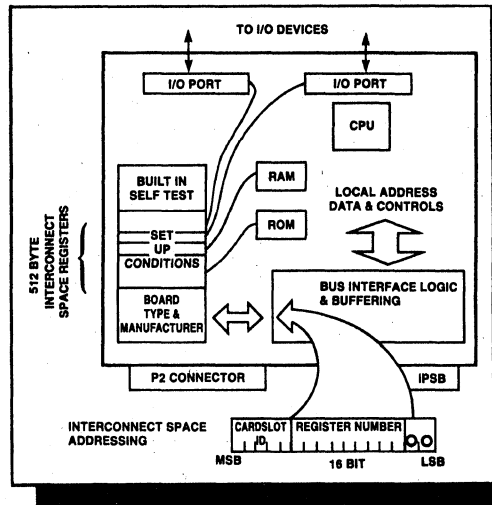 TO I/O DEVICES
I/O PORT
I/O PORT
CPU
BUILT IN
SELF TEST
RAM
LOCAL ADDRESS
DATA & CONTROLS
SET
UP
CONDITIONS
ROM
512 BYTE
INTERCONNECT
SPACE REGISTERS
BOARD
TYPE &
MANUFACTURER
BUS INTERFACE LOGIC
& BUFFERING
P2 CONNECTOR
IPSB
INTERCONNECT SPACE
ADDRESSING
CARDSLOT
ID
REGISTER NUMBER
0 0
MSB
16 BIT
LSB